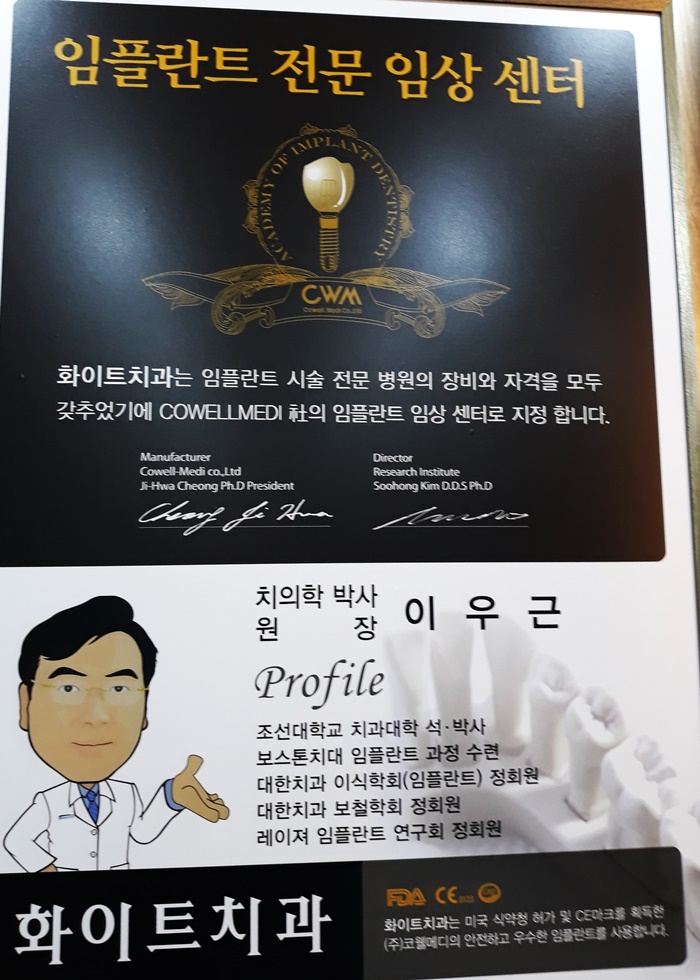 임플란트 전문 임상 센터
ACADEMY OF IMPLANT DENTISTRY
CWM
Cowell Medi Co.,Ltd
화이트치과는 임플란트 시술 전문 병원의 장비와 자격을 모두
갖추었기에 COWELLMEDI 社의 임플란트 임상 센터로 지정 합니다.
Manufacturer
Cowell-Medi co.,Ltd
Ji-Hwa Cheong Ph.D President
Cheong Ji Hwa
Director
Research Institute
Soohong Kim D.D.S Ph.D
치의학 박사
원 장
이 우 근
Profile
조선대학교 치과대학 석·박사
보스톤치대 임플란트 과정 수련
대한치과 이식학회(임플란트) 정회원
대한치과 보철학회 정회원
레이져 임플란트 연구회 정회원
화이트치과
FDA CE 0123
화이트치과는 미국 식약청 허가 및 CE마크를 획득한
(주)코웰메디의 안전하고 우수한 임플란트를 사용합니다.